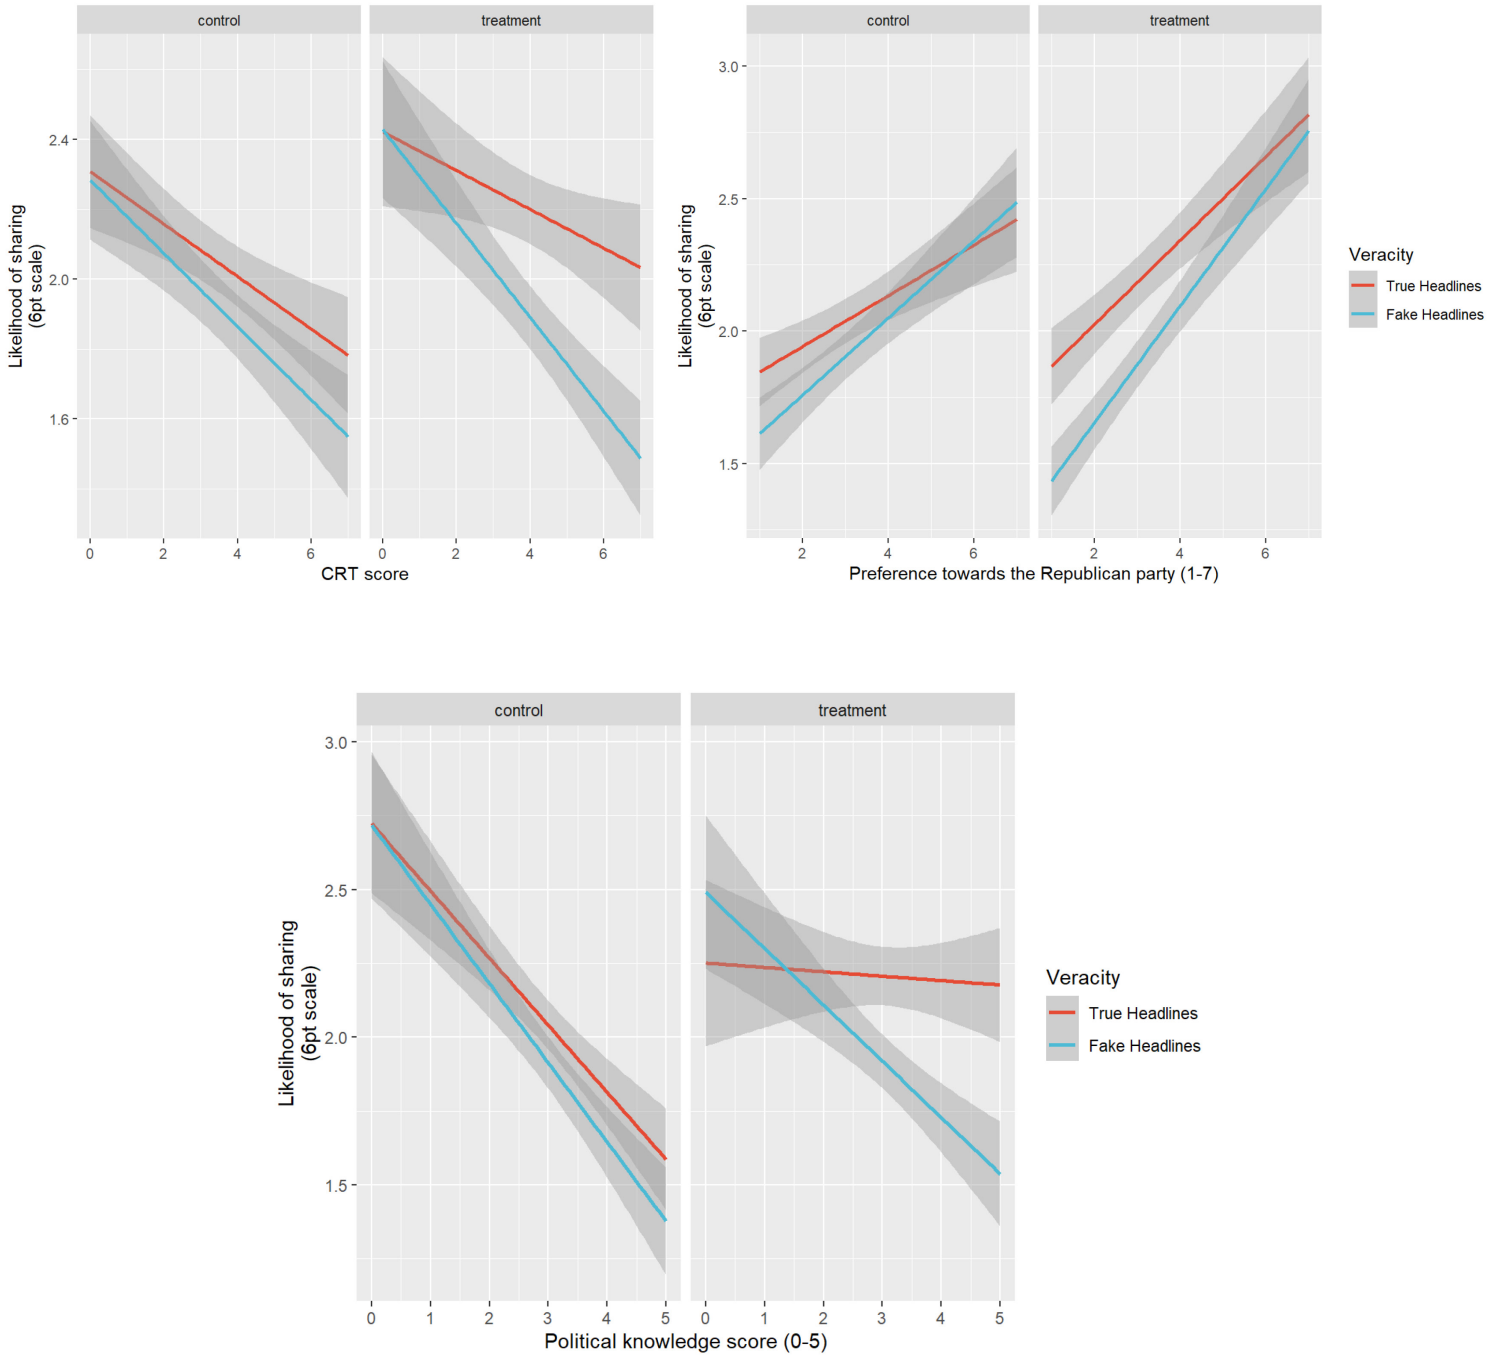 control treatment
2.4
2.0
1.6
0 2 4 6 0 2 4 6
CRT score
Likelihood of sharing
(6pt scale)
control treatment
3.0
2.5
2.0
1.5
2 4 6 2 4 6
Preference towards the Republican party (1-7)
Likelihood of sharing
(6pt scale)
Veracity
True Headlines
Fake Headlines
control treatment
3.0
2.5
2.0
1.5
0 1 2 3 4 5 0 1 2 3 4 5
Political knowledge score (0-5)
Likelihood of sharing
(6pt scale)
Veracity
True Headlines
Fake Headlines